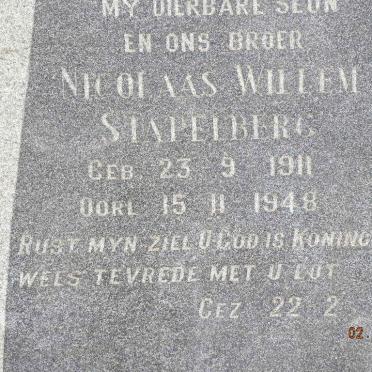 MY DIERBARE SEUN
EN ONS BROER
NICOLAAS WILLEM
STAPELBERG
GEB. 23 9 1911
OORL 15 11 1948
RUST MYN ZIEL U GOD IS KONING
WEES TEVREDE MET U LOT
GEZ 22 2
02.